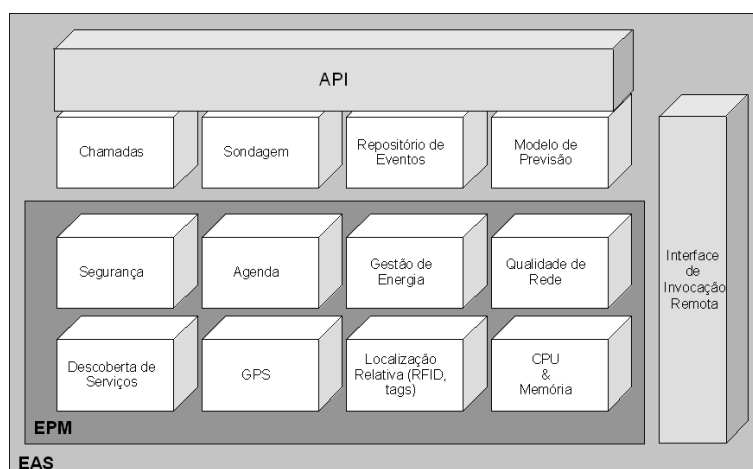 API
Chamadas
Sondagem
Repositório de
Eventos
Modelo de
Previsão
Segurança
Agenda
Gestão de
Energia
Qualidade de
Rede
Interface
de
Invocação
Remota
Descoberta de
Serviços
GPS
Localização
Relativa (RFID,
tags)
CPU
&
Memória
EPM
EAS